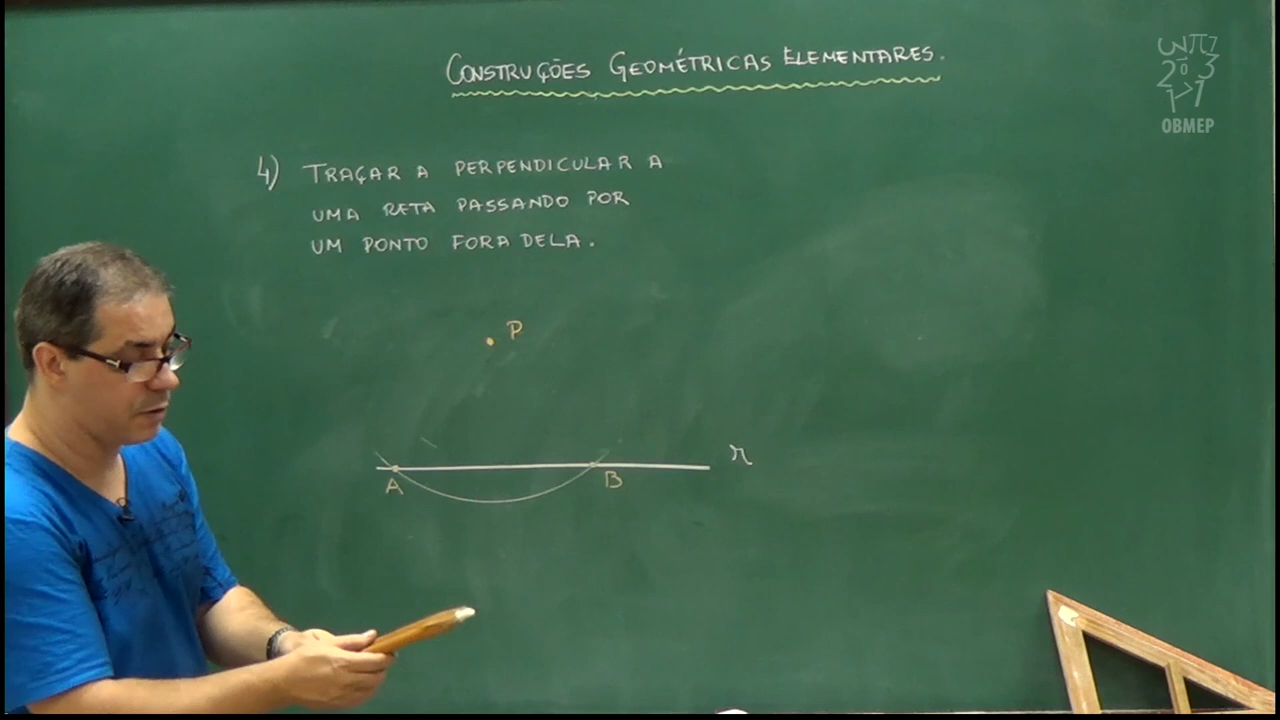 CONSTRUÇÕES GEOMÉTRICAS ELEMENTARES.
4) TRAÇAR A PERPENDICULAR A
UMA RETA PASSANDO POR
UM PONTO FORA DELA.
P
r
A
B
OBMEP